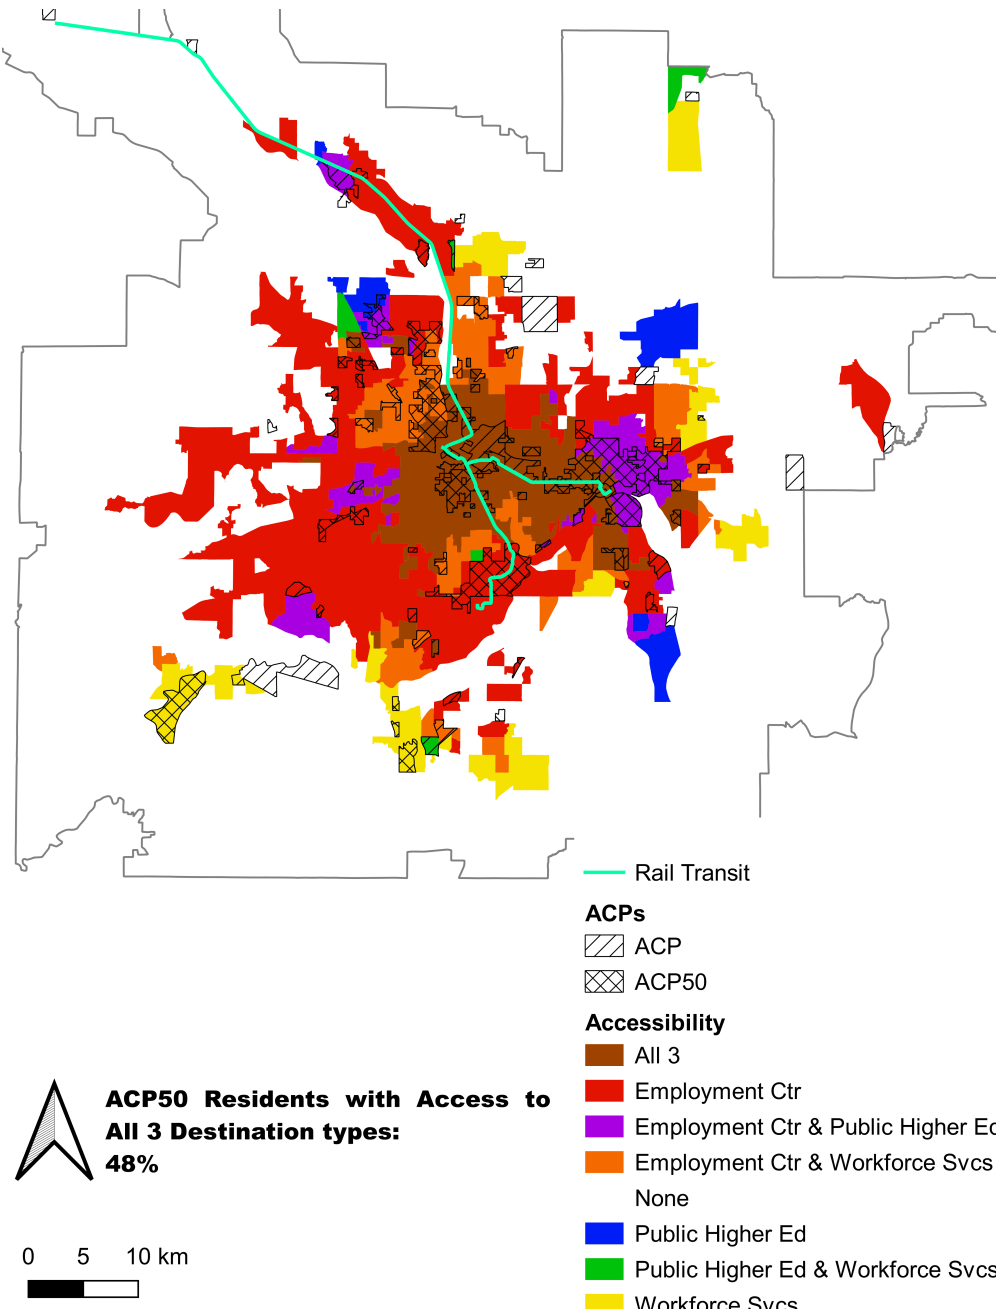 Rail Transit
ACPs
ACP
ACP50
Accessibility
All 3
Employment Ctr
Employment Ctr & Public Higher Ed
Employment Ctr & Workforce Svcs
None
Public Higher Ed
Public Higher Ed & Workforce Svcs
Workforce Svcs
ACP50 Residents with Access to
All 3 Destination types:
48%
0 5 10 km